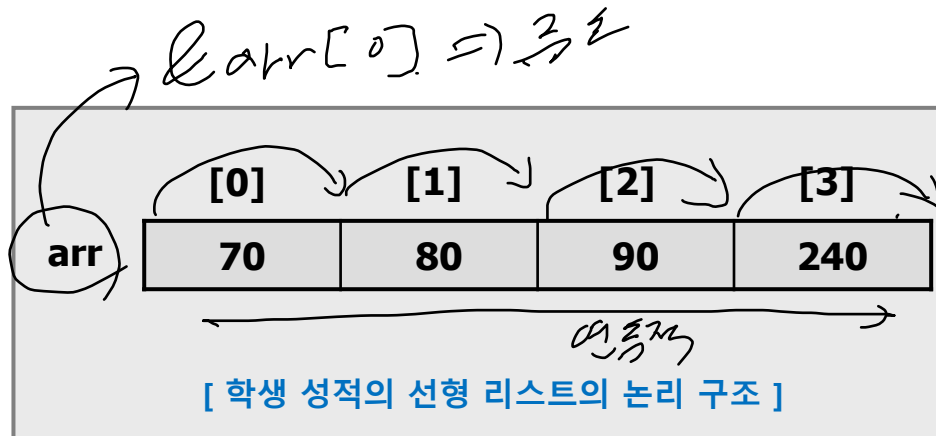 &arr[0] => 주소
[0] [1] [2] [3]
arr 70 80 90 240
연속적
[ 학생 성적의 선형 리스트의 논리 구조 ]